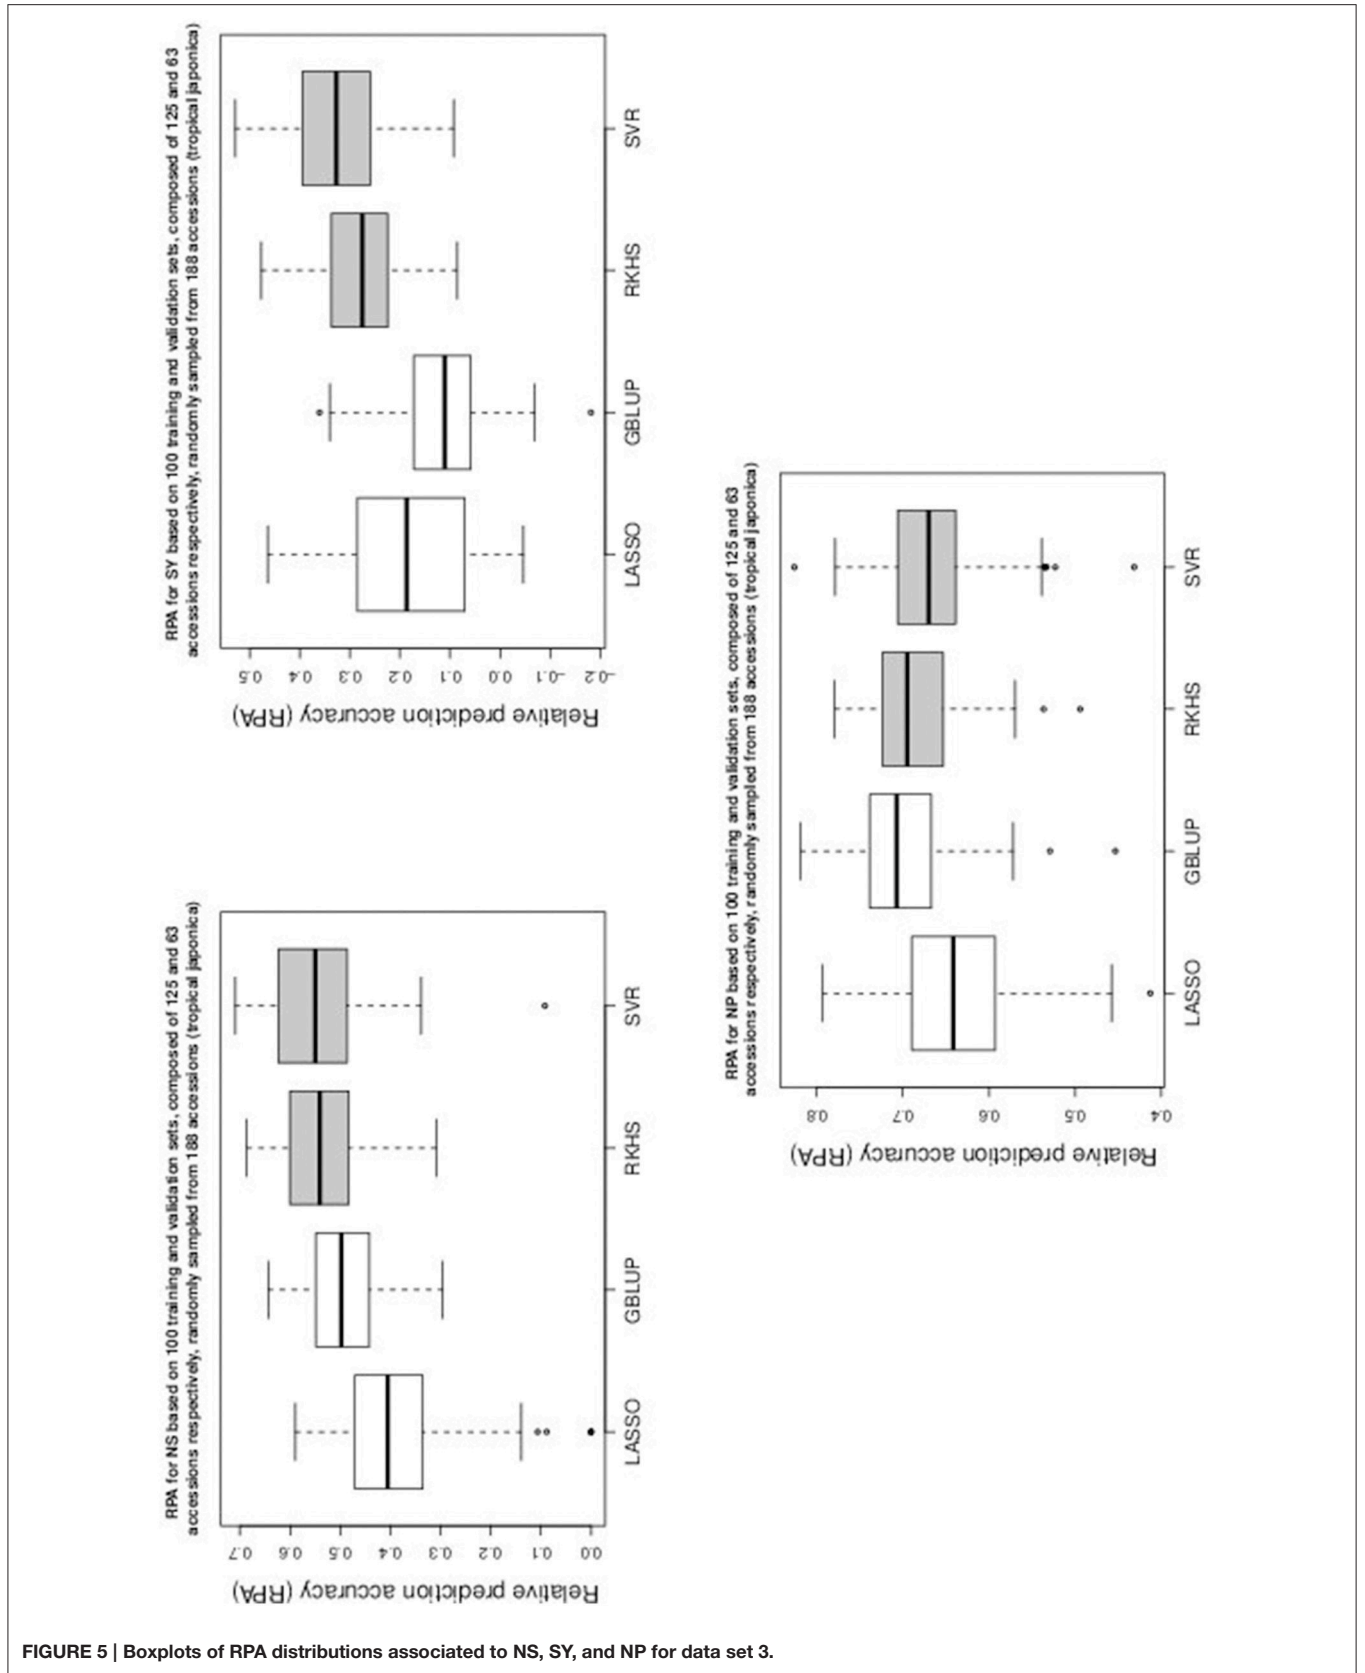 RPA for SY based on 100 training and validation sets, composed of 125 and 63
accessions respectively, randomly sampled from 188 accessions (tropical japonica)
SVR
RKHS
GBLUP
LASSO
0.5 0.4 0.3 0.2 0.1 0.0 -0.1 -0.2
Relative prediction accuracy (RPA)
RPA for NS based on 100 training and validation sets, composed of 125 and 63
accessions respectively, randomly sampled from 188 accessions (tropical japonica)
SVR
RKHS
GBLUP
LASSO
0.7 0.6 0.5 0.4 0.3 0.2 0.1 0.0
Relative prediction accuracy (RPA)
RPA for NP based on 100 training and validation sets, composed of 125 and 63
accessions respectively, randomly sampled from 188 accessions (tropical japonica)
SVR
RKHS
GBLUP
LASSO
0.8 0.7 0.6 0.5 0.4
Relative prediction accuracy (RPA)
FIGURE 5 | Boxplots of RPA distributions associated to NS, SY, and NP for data set 3.